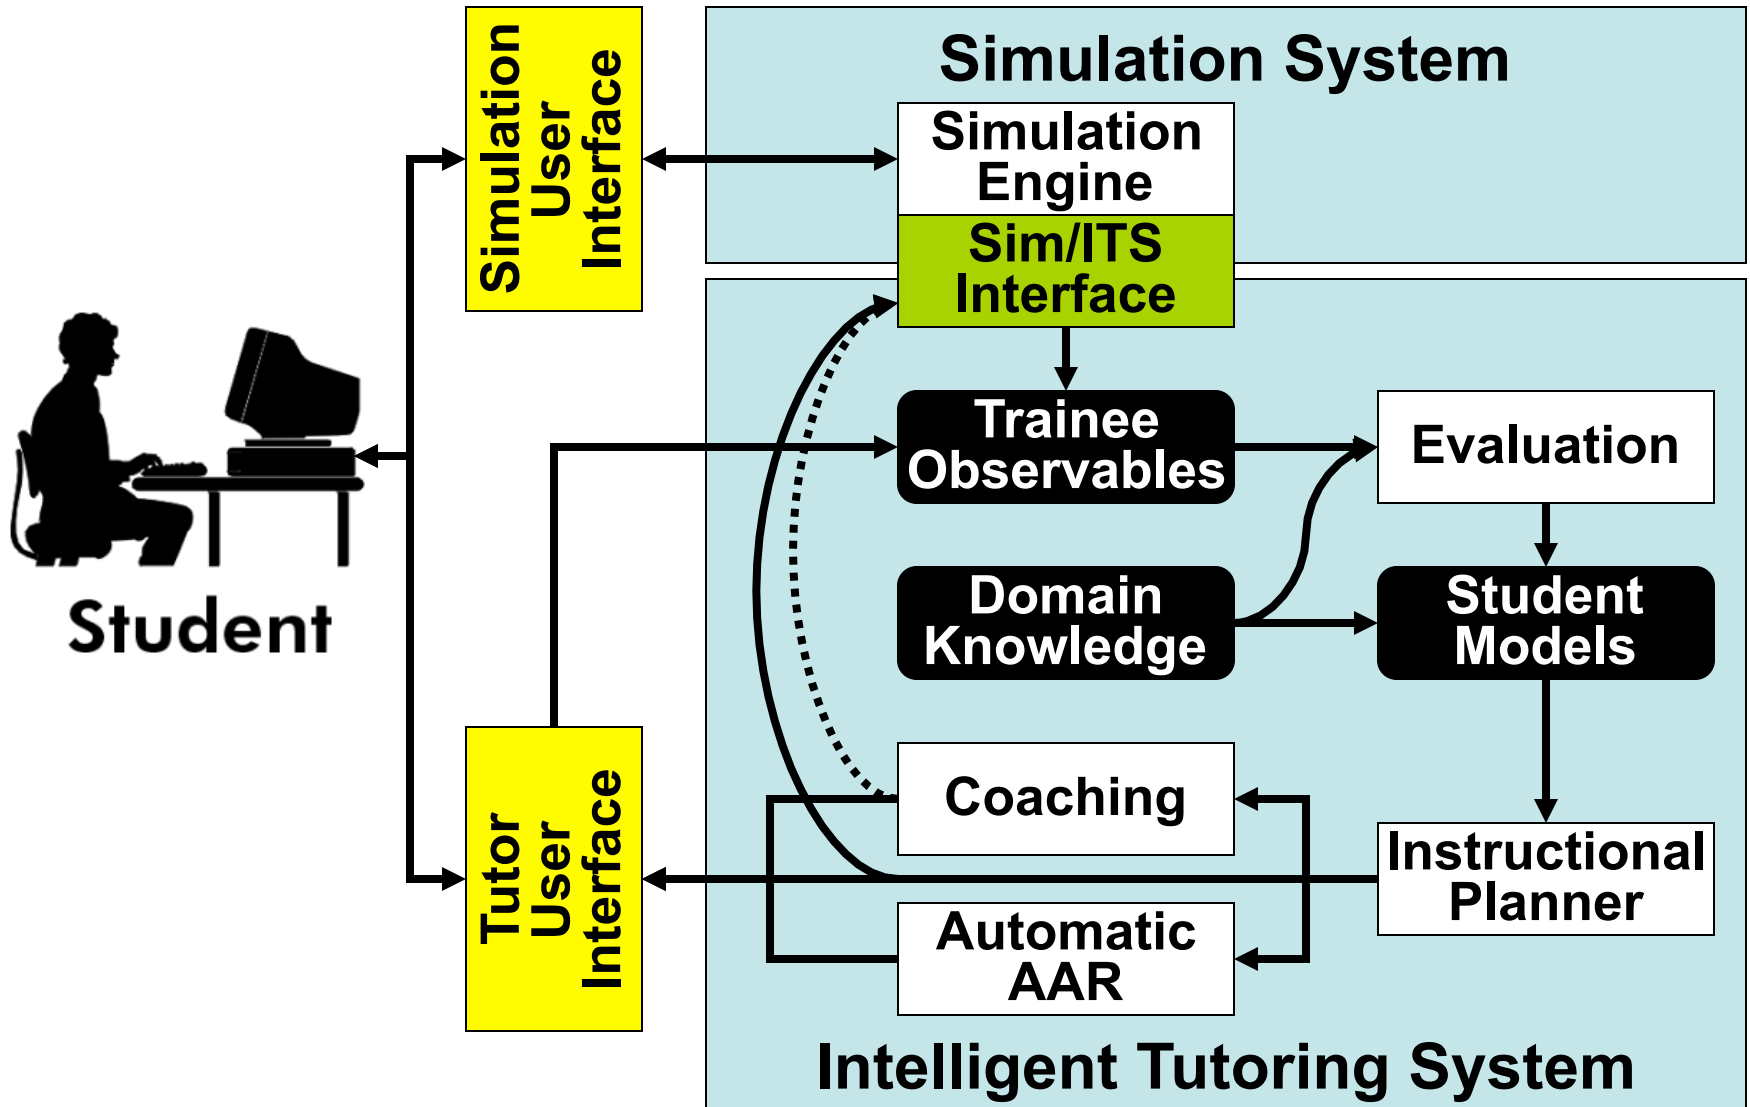 Simulation
User
Interface
Simulation System
Simulation
Engine
Sim/ITS
Interface
Student
Trainee
Observables
Evaluation
Domain
Knowledge
Student
Models
Tutor
User
Interface
Coaching
Instructional
Planner
Automatic
AAR
Intelligent Tutoring System